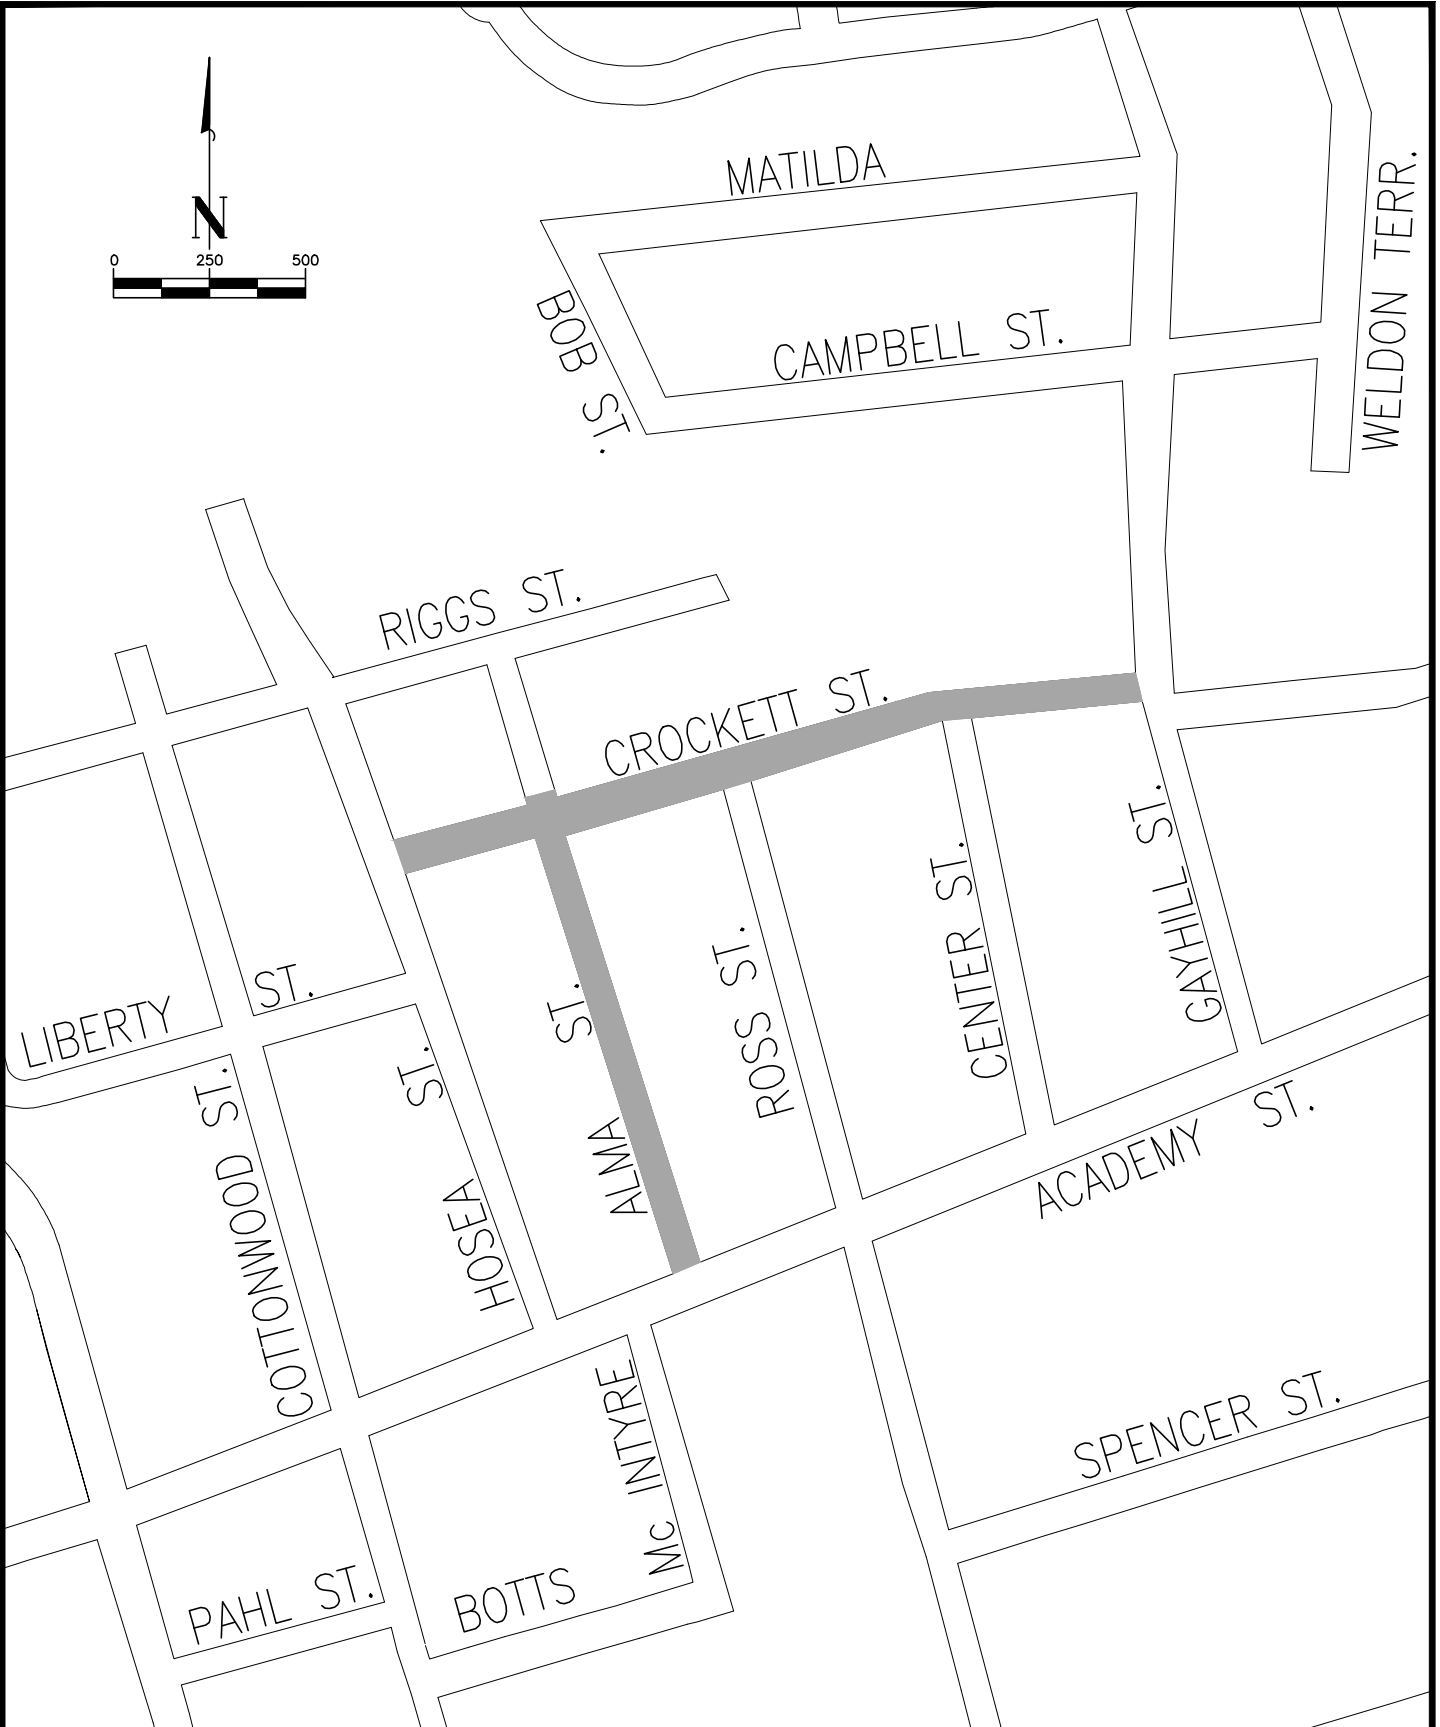 MATILDA
WELDON TERR.
N
0 250 500
BOB ST.
CAMPBELL ST.
RIGGS ST.
CROCKETT ST.
GAYHILL ST.
CENTER ST.
ROSS ST.
ALMA ST.
LIBERTY ST.
HOSEA ST.
COTTONWOOD ST.
ACADEMY ST.
Mc INTYRE
SPENCER ST.
PAHL ST.
BOTTS